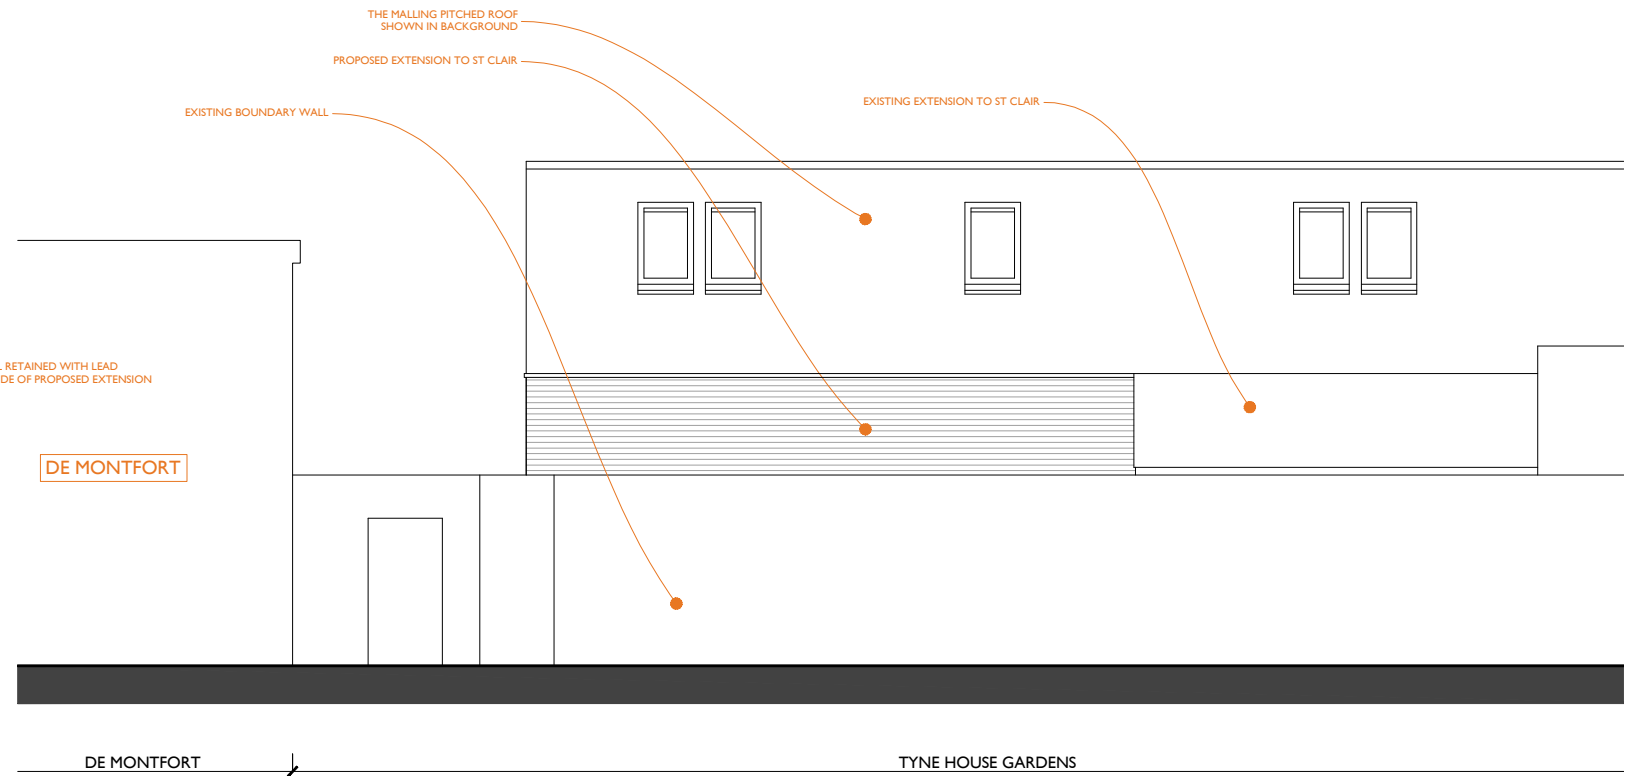 THE MALLING PITCHED ROOF
SHOWN IN BACKGROUND
PROPOSED EXTENSION TO ST CLAIR
EXISTING EXTENSION TO ST CLAIR
EXISTING BOUNDARY WALL
RETAINED WITH LEAD
OF PROPOSED EXTENSION
DE MONTFORT
DE MONTFORT
TYNE HOUSE GARDENS